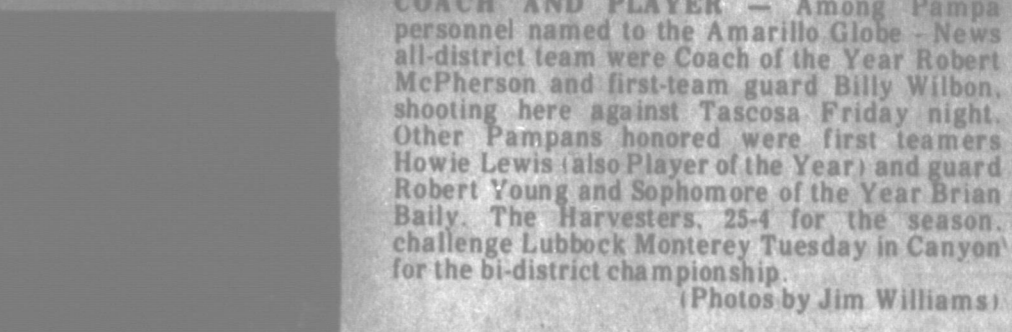 COACH AND PLAYER — Among Pampa
personnel named to the Amarillo Globe - News
all-district team were Coach of the Year Robert
McPherson and first-team guard Billy Wilbon,
shooting here against Tascosa Friday night.
Other Pampans honored were first teamers
Howie Lewis (also Player of the Year) and guard
Robert Young and Sophomore of the Year Brian
Baily. The Harvesters, 25-4 for the season,
challenge Lubbock Monterey Tuesday in Canyon
for the bi-district championship.
(Photos by Jim Williams)